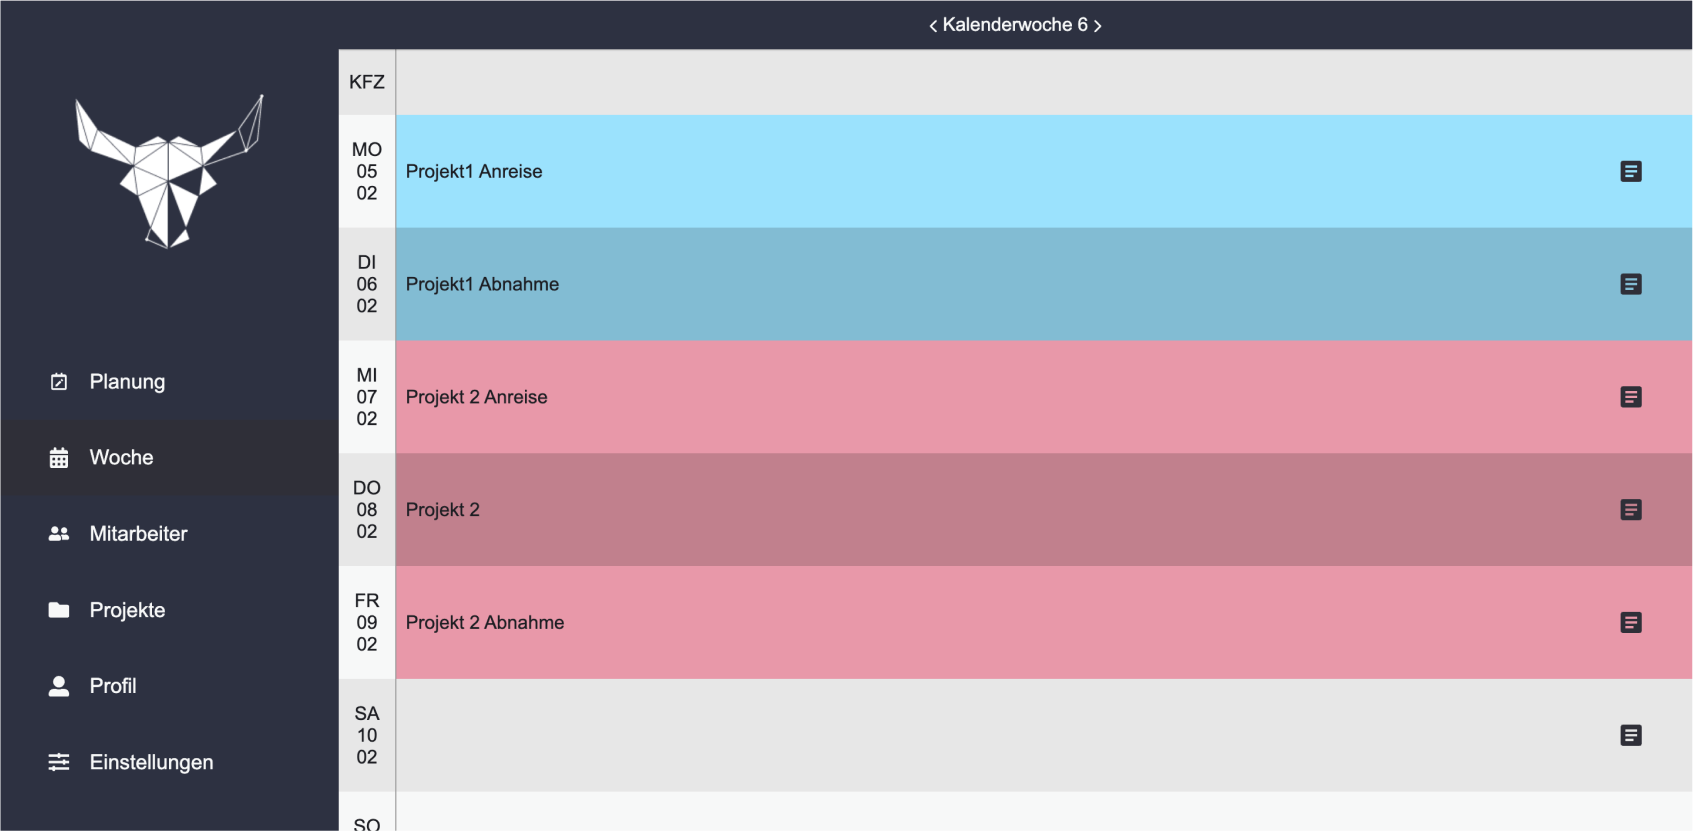 Kalenderwoche 6
KFZ
MO
05
02
Projekt1 Anreise
DI
06
02
Projekt1 Abnahme
MI
07
02
Projekt 2 Anreise
DO
08
02
Projekt 2
FR
09
02
Projekt 2 Abnahme
SA
10
02
SO
Planung
Woche
Mitarbeiter
Projekte
Profil
Einstellungen